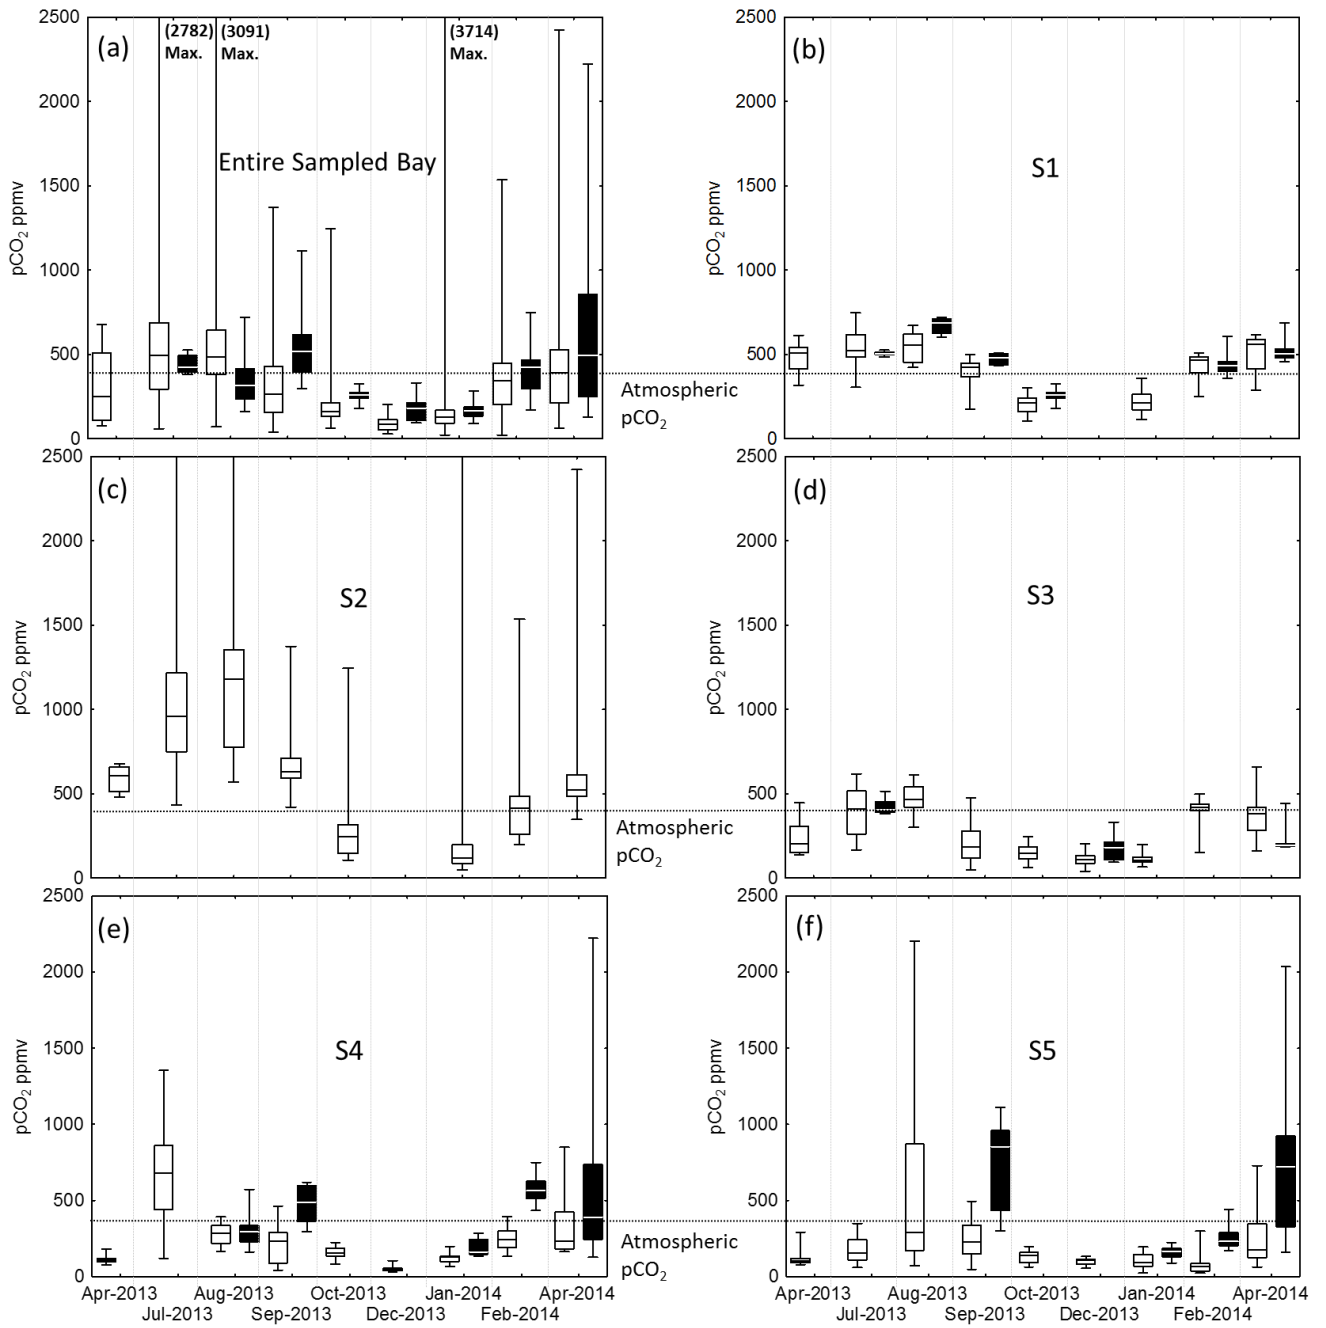 (a)
(2782)
Max.
(3091)
Max.
(3714)
Max.
Entire Sampled Bay
pCO2 ppmv
2500
2000
1500
1000
500
0
Atmospheric
pCO2
(b)
S1
pCO2 ppmv
2500
2000
1500
1000
500
0
(c)
S2
pCO2 ppmv
2500
2000
1500
1000
500
0
Atmospheric
pCO2
(d)
S3
pCO2 ppmv
2500
2000
1500
1000
500
0
(e)
S4
pCO2 ppmv
2500
2000
1500
1000
500
0
Atmospheric
pCO2
Apr-2013 Aug-2013 Oct-2013 Jan-2014 Apr-2014
Jul-2013 Sep-2013 Dec-2013 Feb-2014
(f)
S5
pCO2 ppmv
2500
2000
1500
1000
500
0
Apr-2013 Aug-2013 Oct-2013 Jan-2014 Apr-2014
Jul-2013 Sep-2013 Dec-2013 Feb-2014